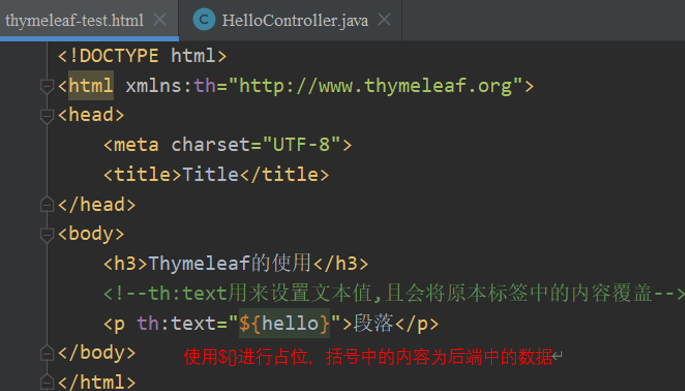 thymeleaf-test.html × C HelloController.java ×
<!DOCTYPE html>
<html xmlns:th="http://www.thymeleaf.org">
<head>
<meta charset="UTF-8">
<title>Title</title>
</head>
<body>
<h3>Thymeleaf的使用</h3>
<!--th:text用来设置文本值,且会将原本标签中的内容覆盖-->
<p th:text="${hello}">段落</p>
</body>
使用${}进行占位，括号中的内容为后端中的数据↵
</html>